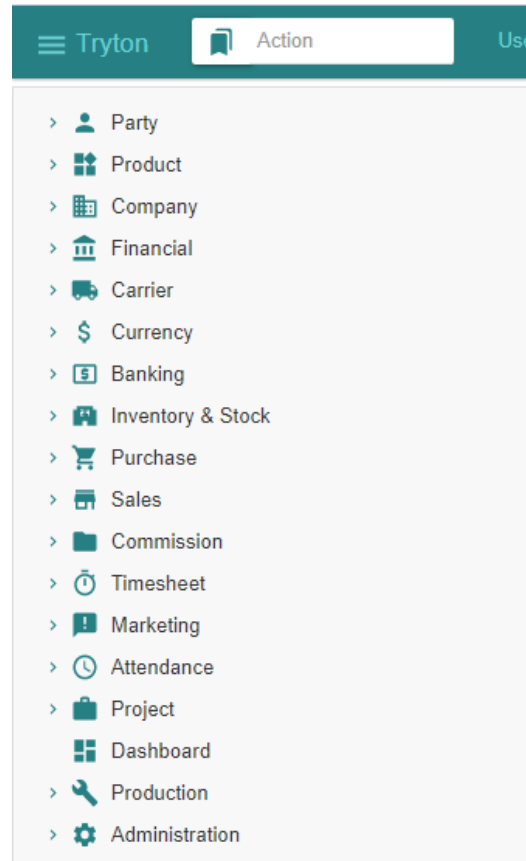 Tryton
Action
Use
Party
Product
Company
Financial
Carrier
Currency
Banking
Inventory & Stock
Purchase
Sales
Commission
Timesheet
Marketing
Attendance
Project
Dashboard
Production
Administration